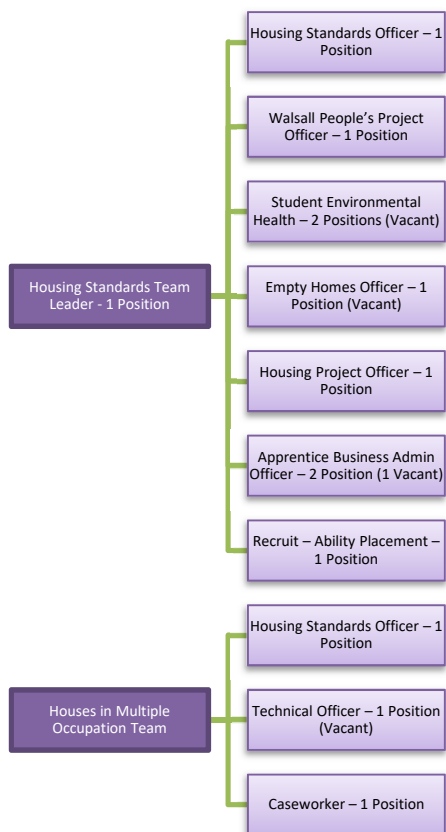 Housing Standards Officer – 1
Position
Walsall People’s Project
Officer – 1 Position
Student Environmental
Health – 2 Positions (Vacant)
Housing Standards Team
Leader - 1 Position
Empty Homes Officer – 1
Position (Vacant)
Housing Project Officer – 1
Position
Apprentice Business Admin
Officer – 2 Position (1 Vacant)
Recruit – Ability Placement –
1 Position
Housing Standards Officer – 1
Position
Houses in Multiple
Occupation Team
Technical Officer – 1 Position
(Vacant)
Caseworker – 1 Position